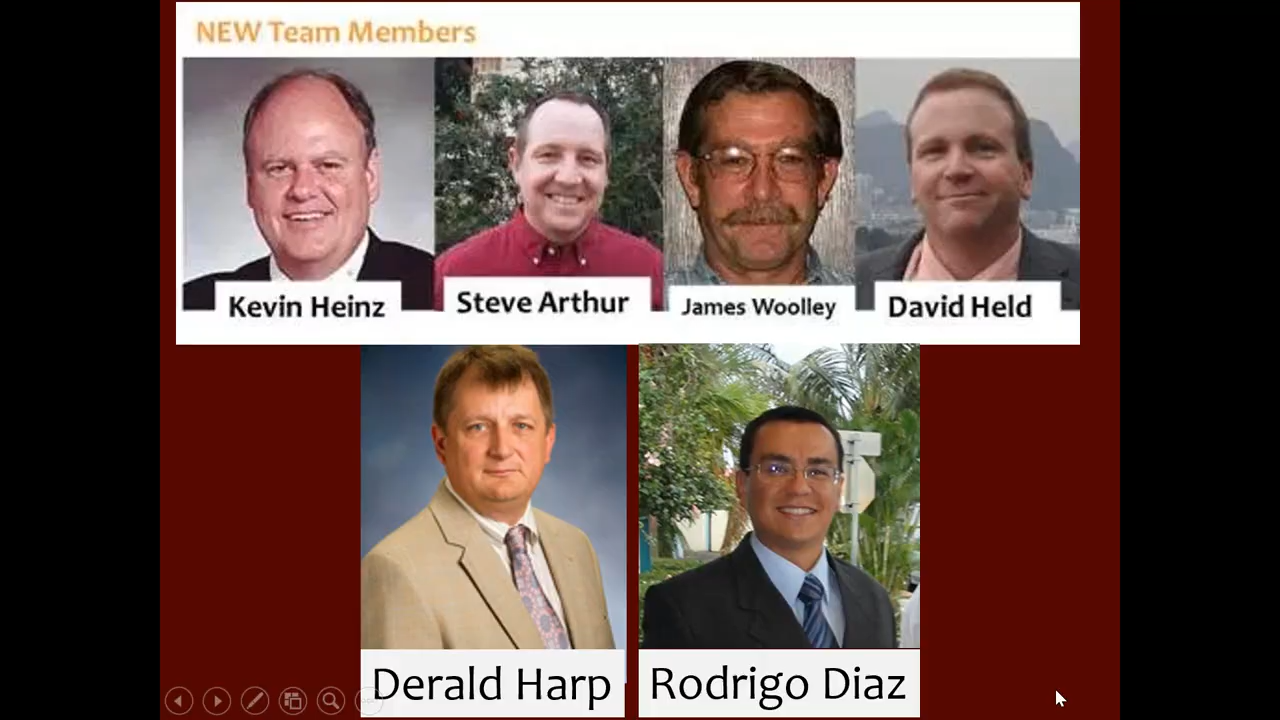 NEW Team Members
Kevin Heinz
Steve Arthur
James Woolley
David Held
Derald Harp
Rodrigo Diaz